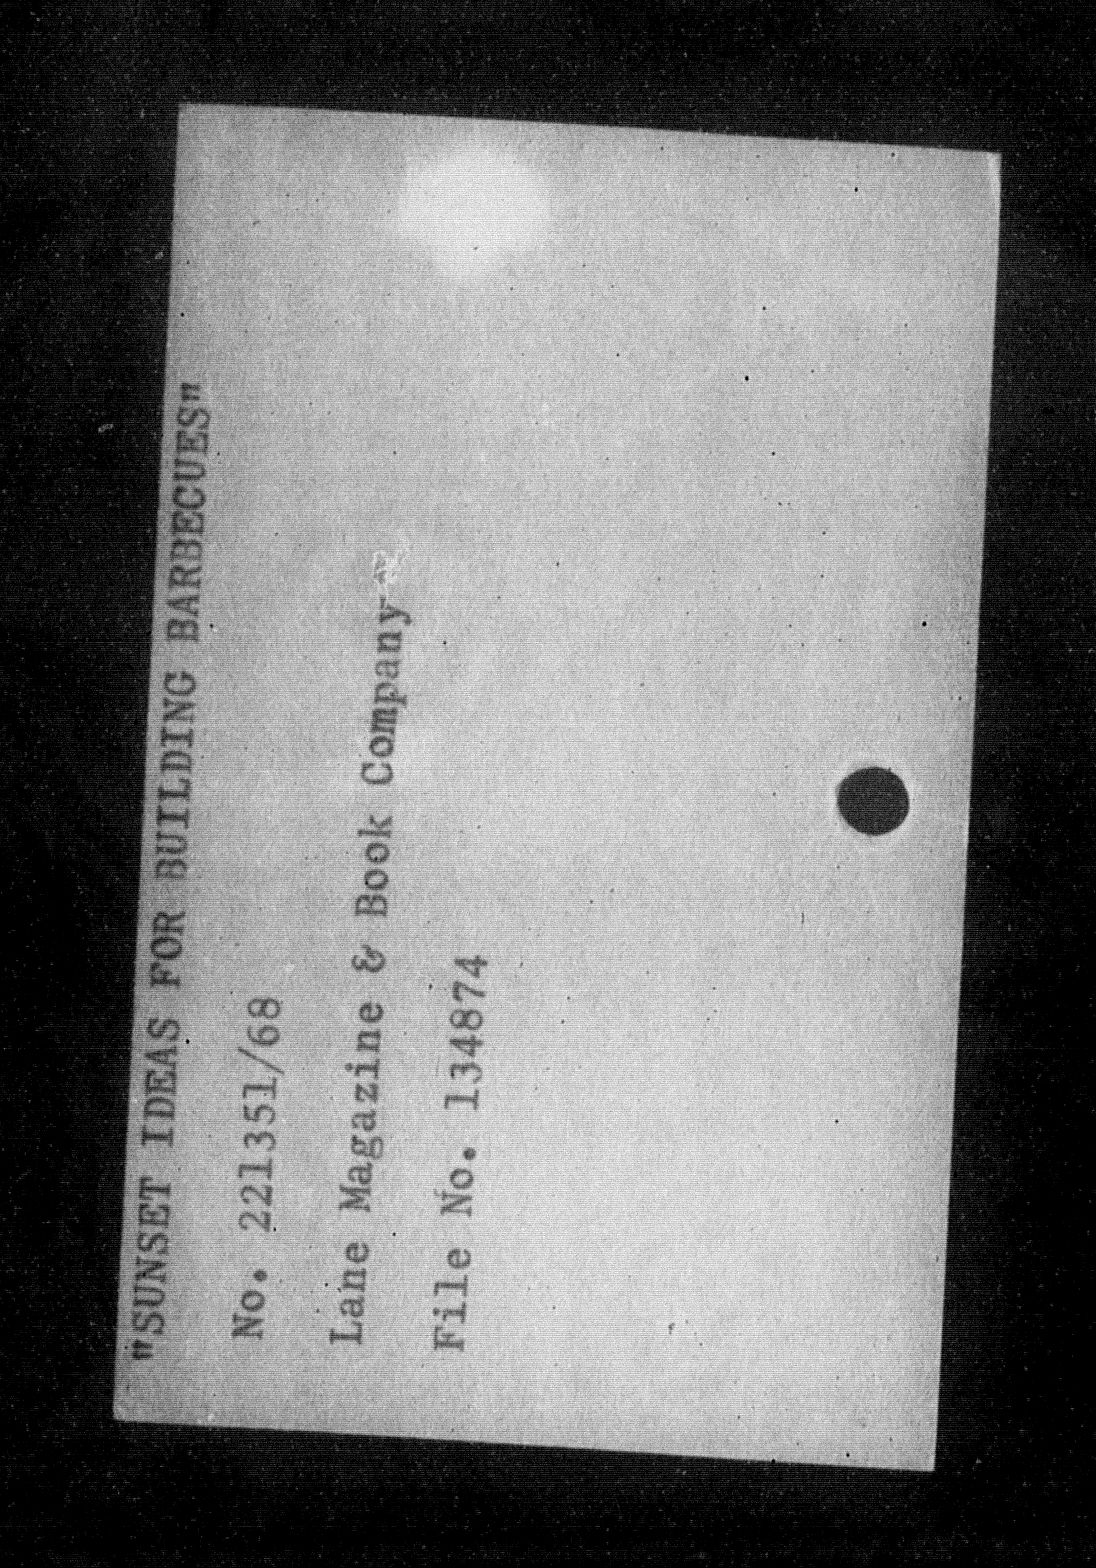 "SUNSET IDEAS FOR BUILDING BARBECUES"
No. 221351/68
Lane Magazine & Book Company
File No. 134874